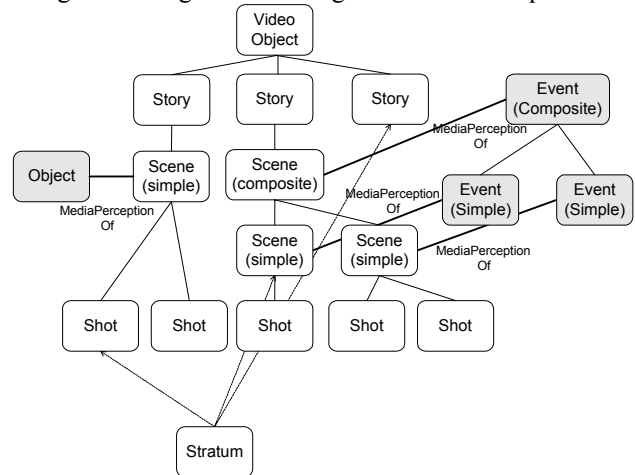 Video
Object
Story
Story
Story
Event
(Composite)
MediaPerception
Of
Object
Scene
(simple)
Scene
(composite)
MediaPerception
Of
Event
(Simple)
Event
(Simple)
MediaPerception
Of
Scene
(simple)
Scene
(simple)
MediaPerception
Of
Shot
Shot
Shot
Shot
Shot
Stratum